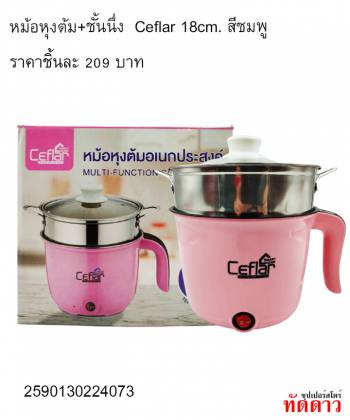 หม้อหุงต้ม+ชั้นนึ่ง Ceflar 18cm. สีชมพู
ราคาชิ้นละ 209 บาท
Ceflar
หม้อหุงต้มอเนกประสงค์
MULTI-FUNCTION
Ceflar
Ceflar
2590130224073
ซุปเปอร์สโตร์
ทัดดาว